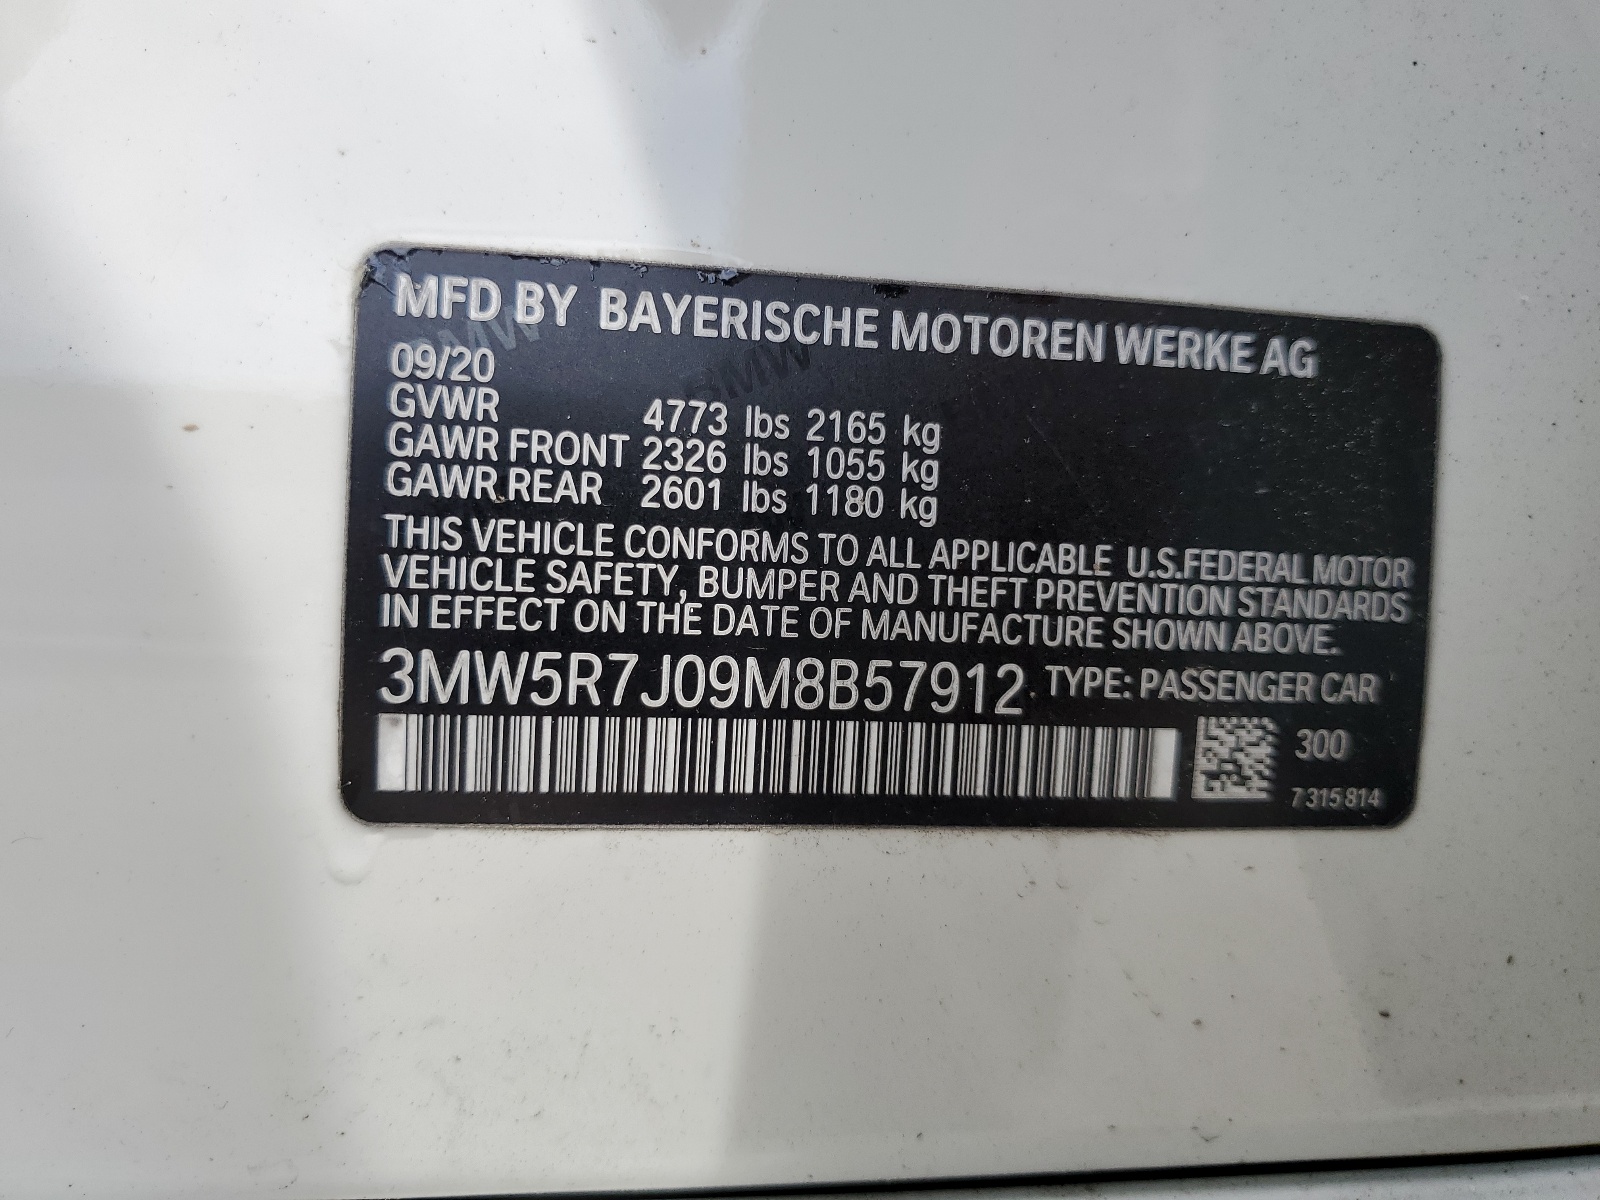 MFD BY BAYERISCHE MOTOREN WERKE AG
09/20
GVWR 4773 lbs 2165 kg
GAWR FRONT 2326 lbs 1055 kg
GAWR REAR 2601 lbs 1180 kg
THIS VEHICLE CONFORMS TO ALL APPLICABLE U.S.FEDERAL MOTOR
VEHICLE SAFETY, BUMPER AND THEFT PREVENTION STANDARDS
IN EFFECT ON THE DATE OF MANUFACTURE SHOWN ABOVE.
3MW5R7J09M8B57912 TYPE: PASSENGER CAR
300
7 315 814